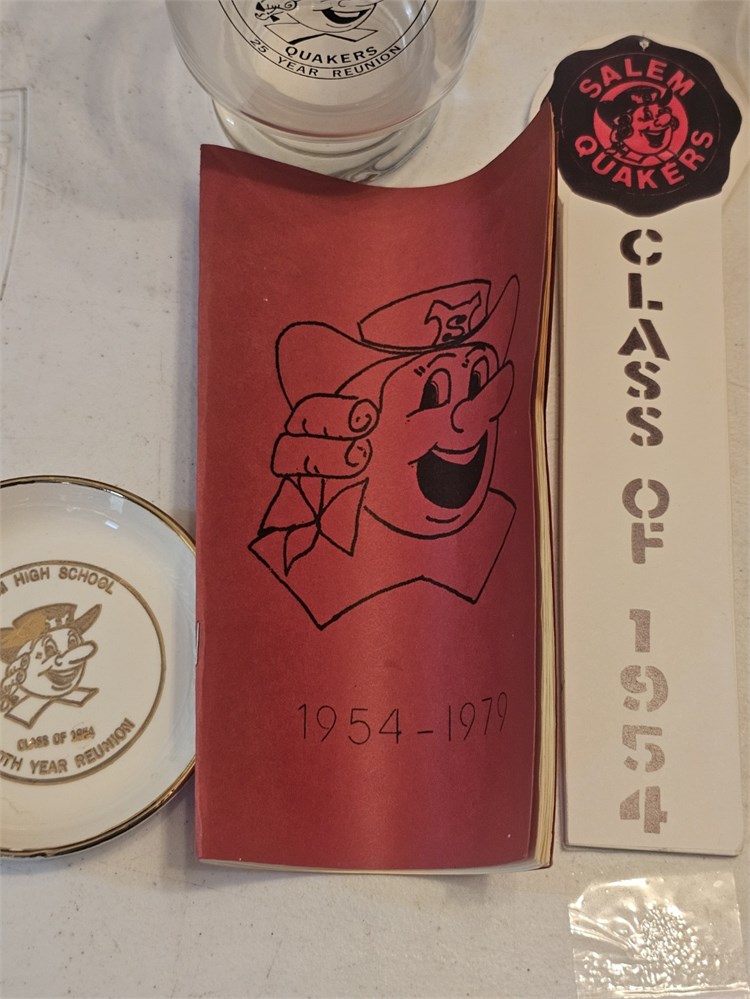 QUAKERS
25 YEAR REUNION
SALEM
QUAKERS
CLASS OF 1954
S
1954-1979
HIGH SCHOOL
CLASS OF 1954
YEAR REUNION